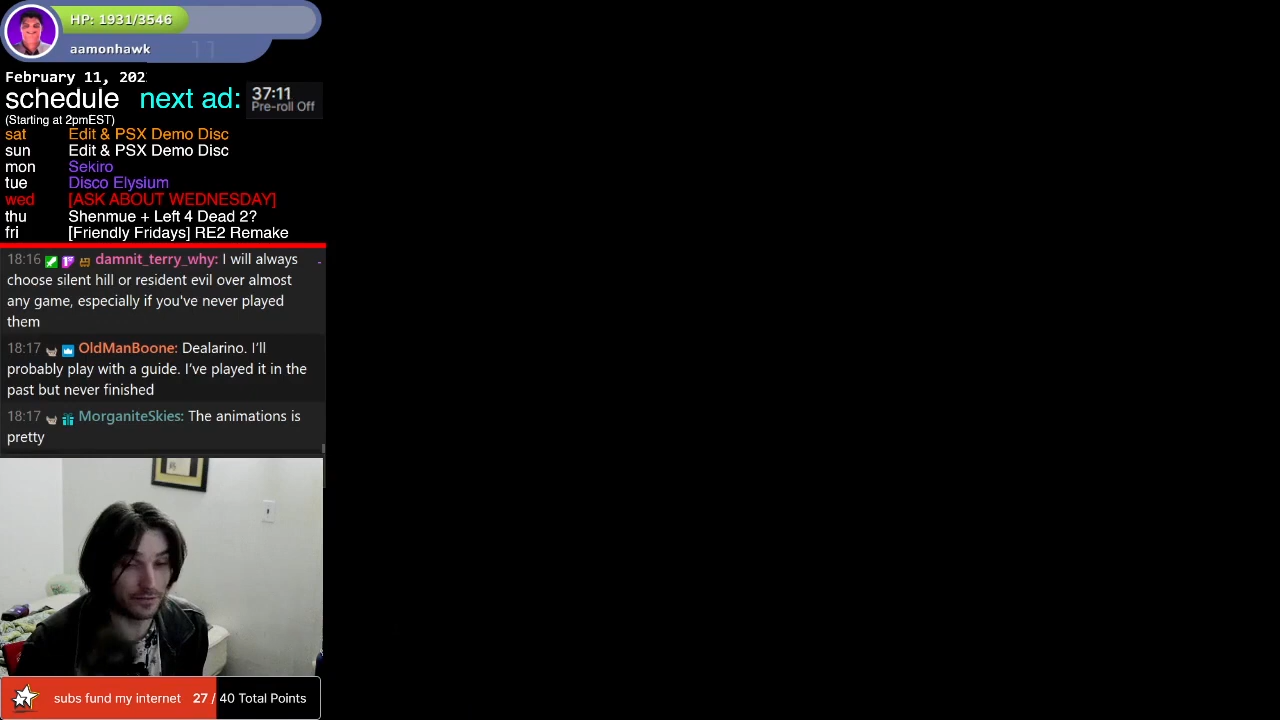 HP: 1931/3546
aamonhawk
11
February 11, 202
schedule next ad: 37:11
Pre-roll Off
(Starting at 2pmEST)
sat Edit & PSX Demo Disc
sun Edit & PSX Demo Disc
mon Sekiro
tue Disco Elysium
wed [ASK ABOUT WEDNESDAY]
thu Shenmue + Left 4 Dead 2?
fri [Friendly Fridays] RE2 Remake
18:16 damnit_terry_why: I will always
choose silent hill or resident evil over almost
any game, especially if you've never played
them
18:17 OldManBoone: Dealarino. I'll
probably play with a guide. I've played it in the
past but never finished
18:17 MorganiteSkies: The animations is
pretty
subs fund my internet 27 / 40 Total Points